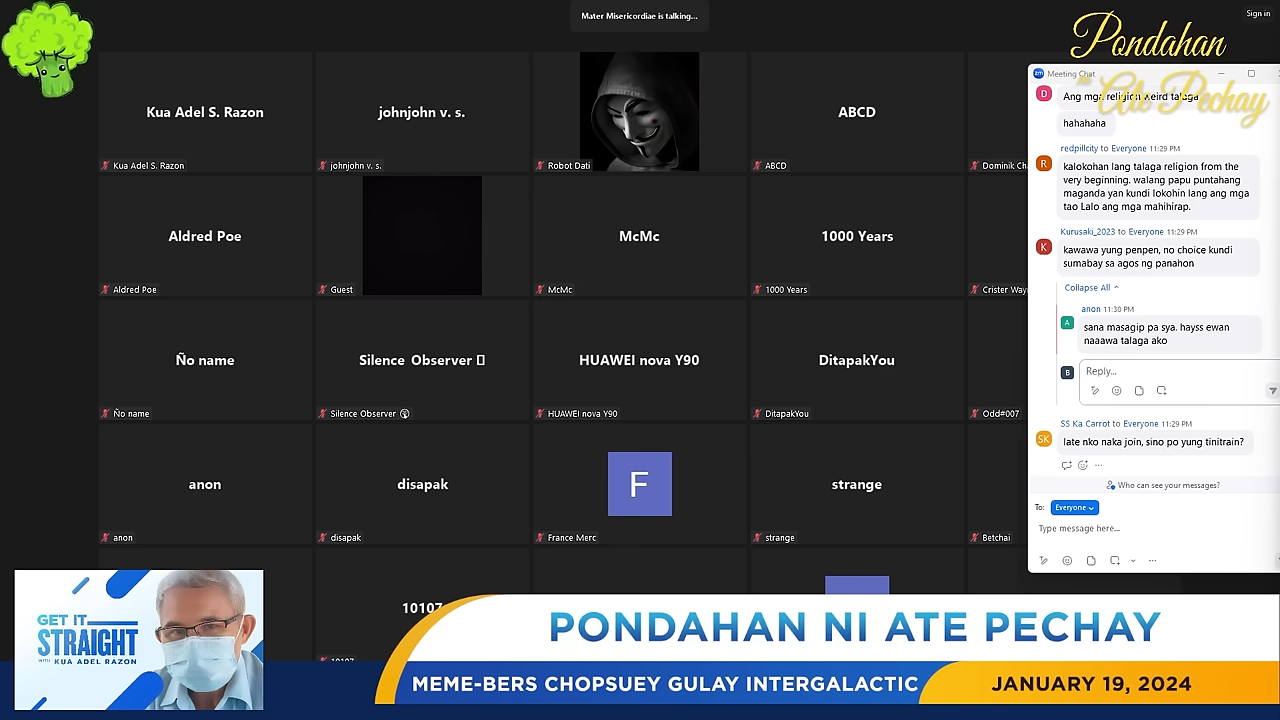 Mater Misericordiae is talking...
Sign in
Pondahan
Ate Pechay
Kua Adel S. Razon
johnjohn v. s.
ABCD
Kua Adel S. Razon
johnjohn v. s.
Robot Dati
ABCD
Dominik Ch
Aldred Poe
McMc
1000 Years
Aldred Poe
Guest
McMc
1000 Years
Crister Way
Ño name
Silence Observer
HUAWEI nova Y90
DitapakYou
Ño name
Silence Observer
HUAWEI nova Y90
DitapakYou
Odd#007
anon
disapak
F
strange
anon
disapak
France Merc
strange
Betchai
10107
10107
Meeting Chat
D
Ang mga religion weird talaga
hahahaha
redpillcity to Everyone 11:29 PM
R
kalokohan lang talaga religion from the
very beginning. walang papu puntahang
maganda yan kundi lokohin lang ang mga
tao Lalo ang mga mahihirap.
Kurusaki_2023 to Everyone 11:29 PM
K
kawawa yung penpen, no choice kundi
sumabay sa agos ng panahon
Collapse All
anon 11:30 PM
A
sana masagip pa sya. hayss ewan
naaawa talaga ako
B
Reply...
SS Ka Carrot to Everyone 11:29 PM
SK
late nko naka join, sino po yung tinitrain?
Who can see your messages?
To: Everyone
Type message here...
GET IT
STRAIGHT
WITH KUA ADEL RAZON
PONDAHAN NI ATE PECHAY
MEME-BERS CHOPSUEY GULAY INTERGALACTIC
JANUARY 19, 2024